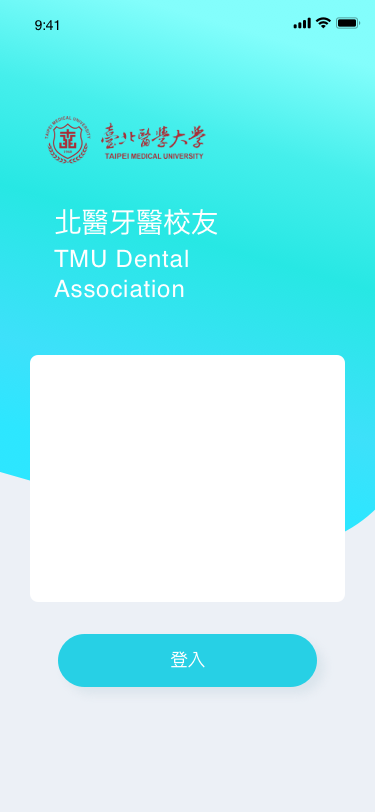 9:41
臺北醫學大學
TAIPEI MEDICAL UNIVERSITY
TAIPEI MEDICAL UNIVERSITY
北醫牙醫校友
TMU Dental
Association
登入